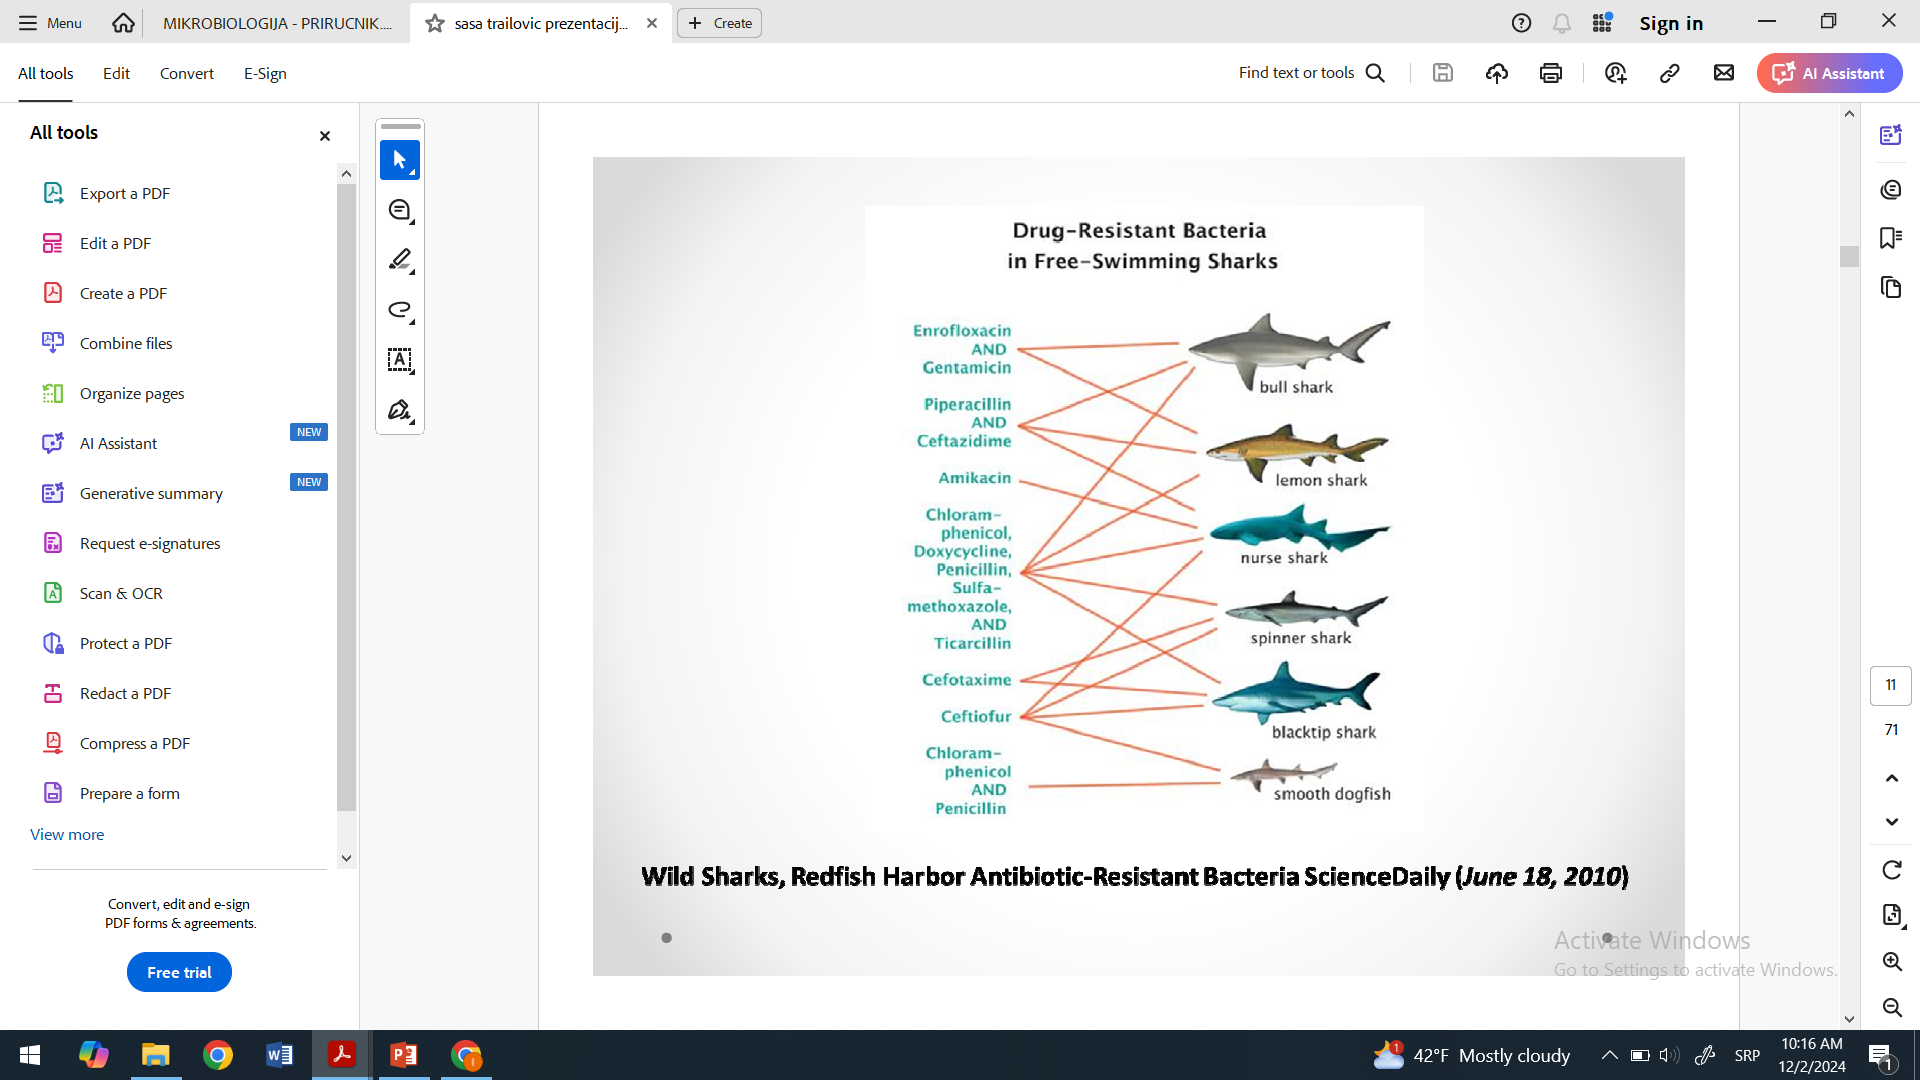 Menu
MIKROBIOLOGIJA - PRIRUCNIK....
sasa trailovic prezentacij...
Create
Sign in
All tools
Edit
Convert
E-Sign
Find text or tools
AI Assistant
All tools
Export a PDF
Edit a PDF
Create a PDF
Combine files
Organize pages
AI Assistant
NEW
Generative summary
NEW
Request e-signatures
Scan & OCR
Protect a PDF
Redact a PDF
Compress a PDF
Prepare a form
View more
Convert, edit and e-sign
PDF forms & agreements.
Free trial
Drug-Resistant Bacteria
in Free-Swimming Sharks
Enrofloxacin
AND
Gentamicin
Piperacillin
AND
Ceftazidime
Amikacin
Chloram-
phenicol,
Doxycycline,
Penicillin,
Sulfa-
methoxazole,
AND
Ticarcillin
Cefotaxime
Ceftiofur
Chloram-
phenicol
AND
Penicillin
bull shark
lemon shark
nurse shark
spinner shark
blacktip shark
smooth dogfish
Wild Sharks, Redfish Harbor Antibiotic-Resistant Bacteria ScienceDaily (June 18, 2010)
Activate Windows
Go to Settings to activate Windows.
11
71
1
42°F Mostly cloudy
SRP
10:16 AM
12/2/2024
1